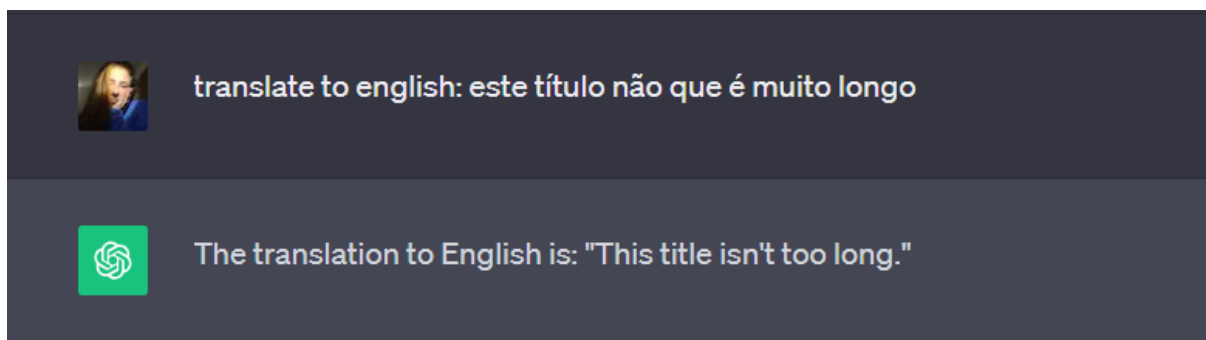 translate to english: este título não que é muito longo
The translation to English is: "This title isn't too long."